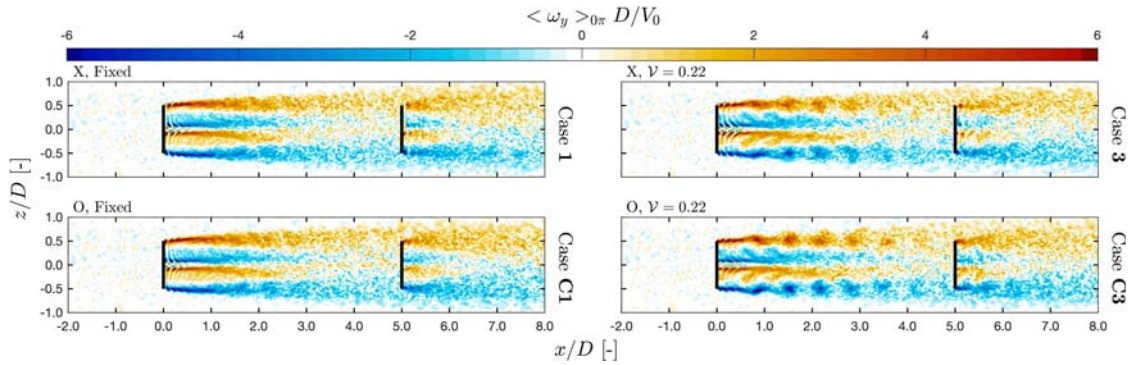 < ω_y >_0π D/V_0
-6 -4 -2 0 2 4 6
X, Fixed
X, 𝒱 = 0.22
1.0
0.5
0.0
-0.5
-1.0
Case 1
Case 3
O, Fixed
O, 𝒱 = 0.22
1.0
0.5
0.0
-0.5
-1.0
Case C1
Case C3
z/D [-]
-2.0 -1.0 0.0 1.0 2.0 3.0 4.0 5.0 6.0 7.0 8.0
-2.0 -1.0 0.0 1.0 2.0 3.0 4.0 5.0 6.0 7.0 8.0
x/D [-]